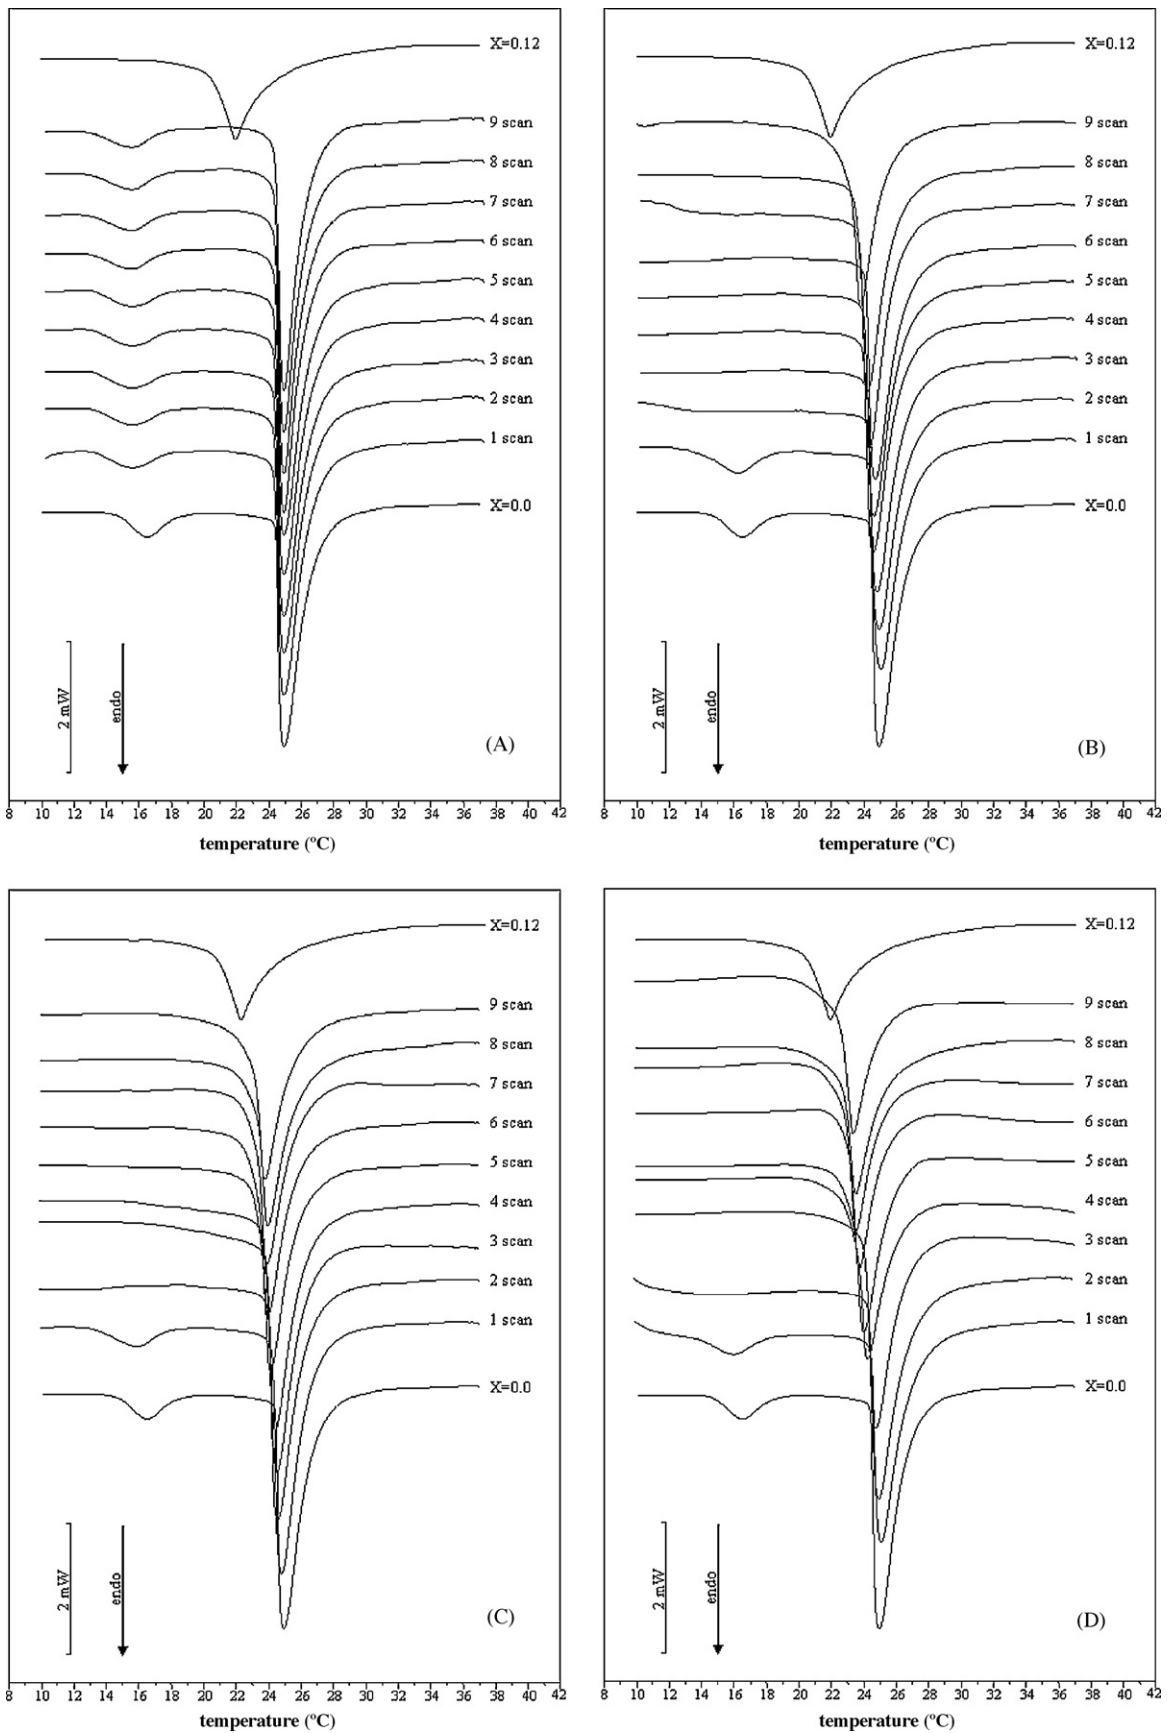 X=0.12
9 scan
8 scan
7 scan
6 scan
5 scan
4 scan
3 scan
2 scan
1 scan
X=0.0
2 mW
endo
(A)
8 10 12 14 16 18 20 22 24 26 28 30 32 34 36 38 40 42
temperature (ºC)
X=0.12
9 scan
8 scan
7 scan
6 scan
5 scan
4 scan
3 scan
2 scan
1 scan
X=0.0
2 mW
endo
(B)
8 10 12 14 16 18 20 22 24 26 28 30 32 34 36 38 40 42
temperature (ºC)
X=0.12
9 scan
8 scan
7 scan
6 scan
5 scan
4 scan
3 scan
2 scan
1 scan
X=0.0
2 mW
endo
(C)
8 10 12 14 16 18 20 22 24 26 28 30 32 34 36 38 40 42
temperature (ºC)
X=0.12
9 scan
8 scan
7 scan
6 scan
5 scan
4 scan
3 scan
2 scan
1 scan
X=0.0
2 mW
endo
(D)
8 10 12 14 16 18 20 22 24 26 28 30 32 34 36 38 40 42
temperature (ºC)